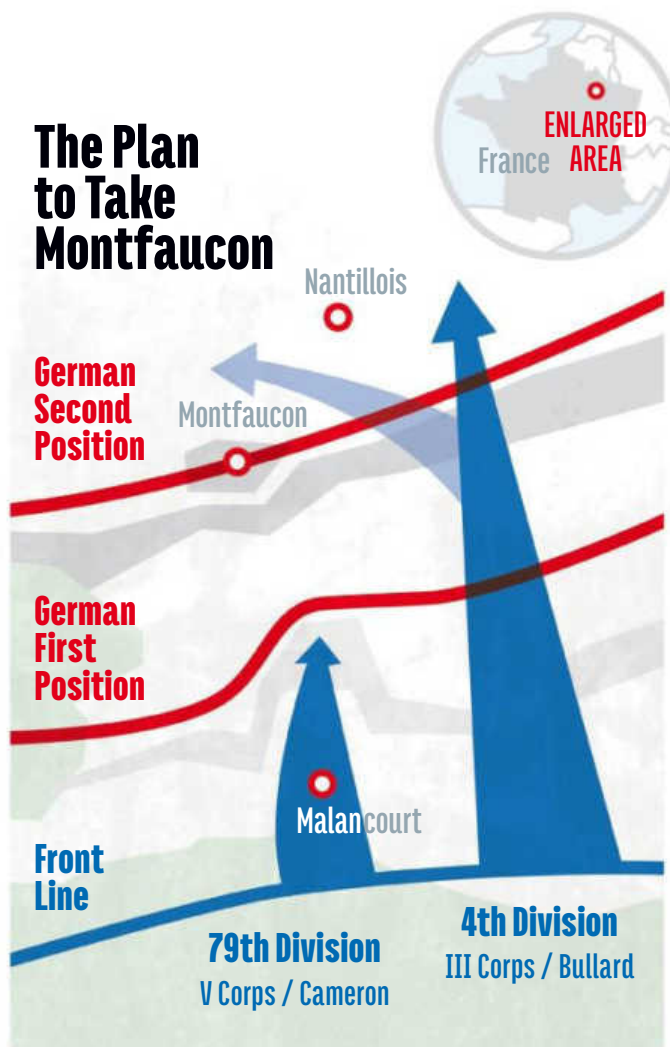 The Plan
to Take
Montfaucon
ENLARGED
AREA
France
Nantillois
German
Second
Position
Montfaucon
German
First
Position
Malancourt
Front
Line
79th Division
V Corps / Cameron
4th Division
III Corps / Bullard